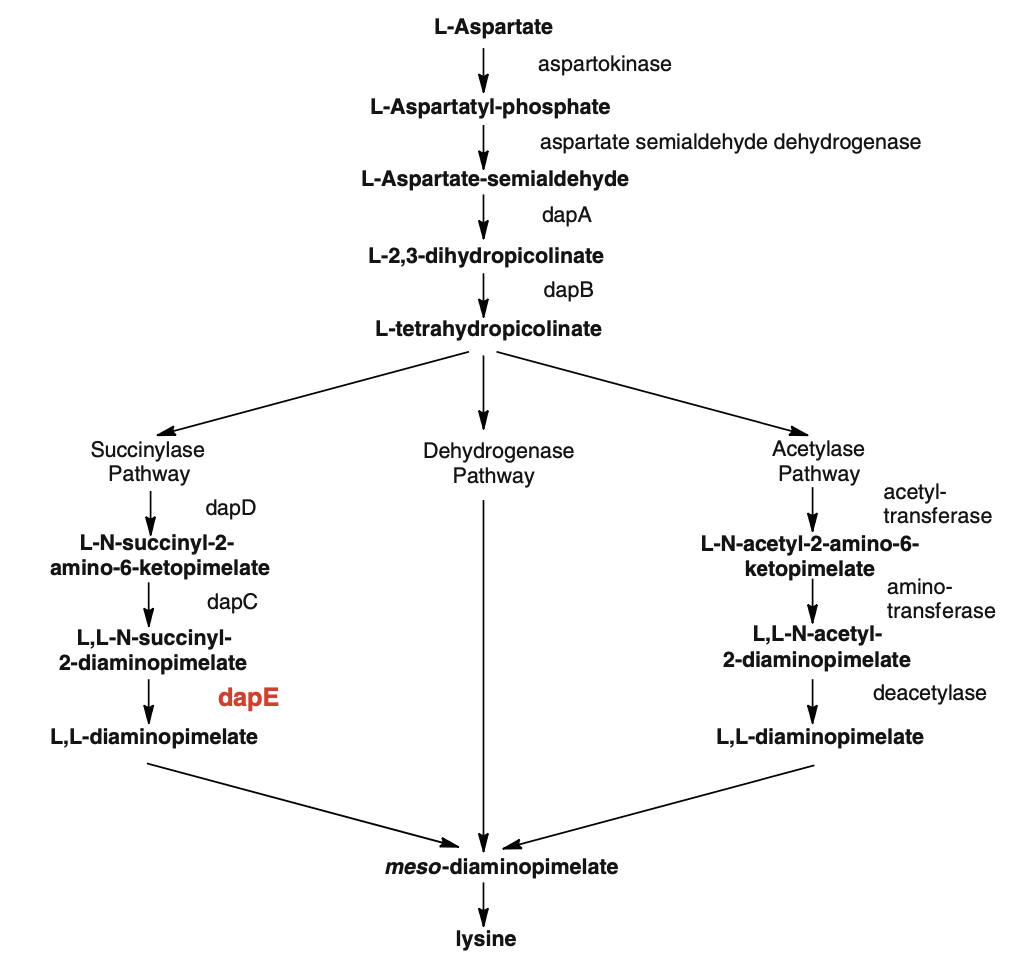 L-Aspartate
aspartokinase
L-Aspartatyl-phosphate
aspartate semialdehyde dehydrogenase
L-Aspartate-semialdehyde
dapA
L-2,3-dihydropicolinate
dapB
L-tetrahydropicolinate
Succinylase
Pathway
dapD
L-N-succinyl-2-
amino-6-ketopimelate
dapC
L,L-N-succinyl-
2-diaminopimelate
dapE
L,L-diaminopimelate
Dehydrogenase
Pathway
Acetylase
Pathway
acetyl-
transferase
L-N-acetyl-2-amino-6-
ketopimelate
amino-
transferase
L,L-N-acetyl-
2-diaminopimelate
deacetylase
L,L-diaminopimelate
meso-diaminopimelate
lysine